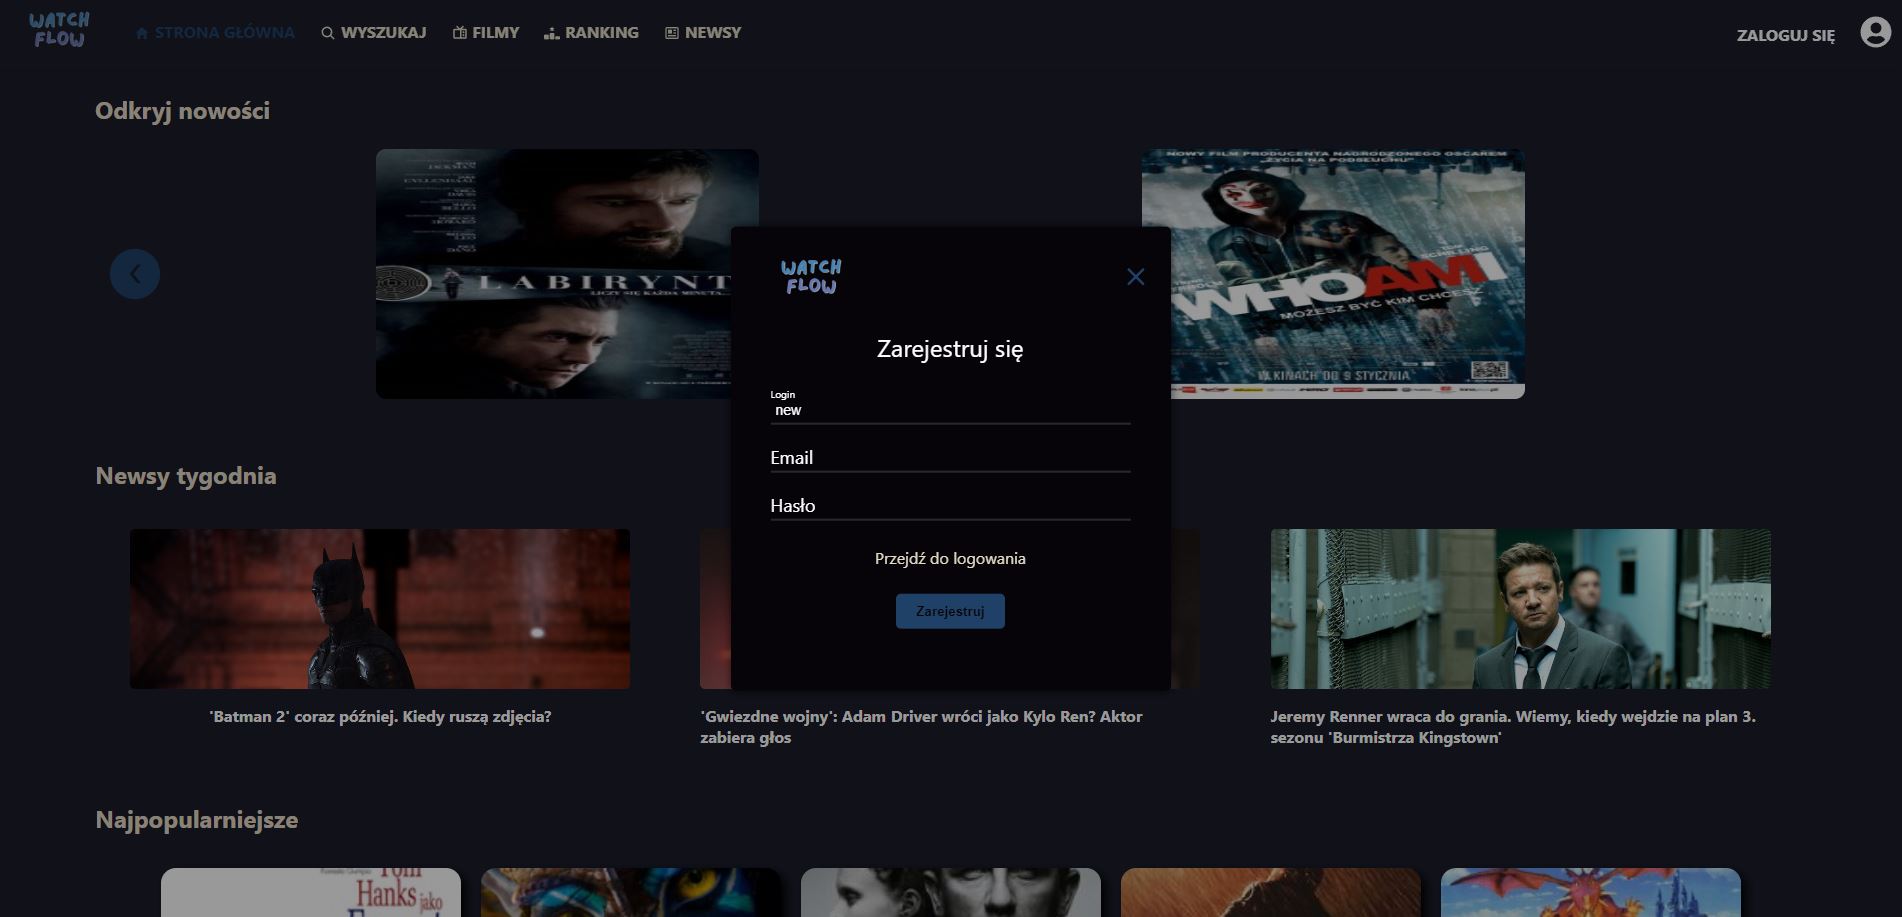 WATCH
FLOW
STRONA GŁÓWNA
WYSZUKAJ
FILMY
RANKING
NEWSY
ZALOGUJ SIĘ
Odkryj nowości
LABIRYNT
LICZY SIĘ KAŻDA MINUTA...
NOWY FILM PRODUCENTA NAGRODZONEGO OSCAREM
„ŻYCIA NA PODSŁUCHU”
WHOAMI
MOŻESZ BYĆ KIM CHCESZ
W KINACH OD 9 STYCZNIA
WATCH
FLOW
Zarejestruj się
Login
new
Email
Hasło
Przejdź do logowania
Zarejestruj
Newsy tygodnia
'Batman 2' coraz później. Kiedy ruszą zdjęcia?
'Gwiezdne wojny': Adam Driver wróci jako Kylo Ren? Aktor
zabiera głos
Jeremy Renner wraca do grania. Wiemy, kiedy wejdzie na plan 3.
sezonu 'Burmistrza Kingstown'
Najpopularniejsze
Tom
Hanks jako